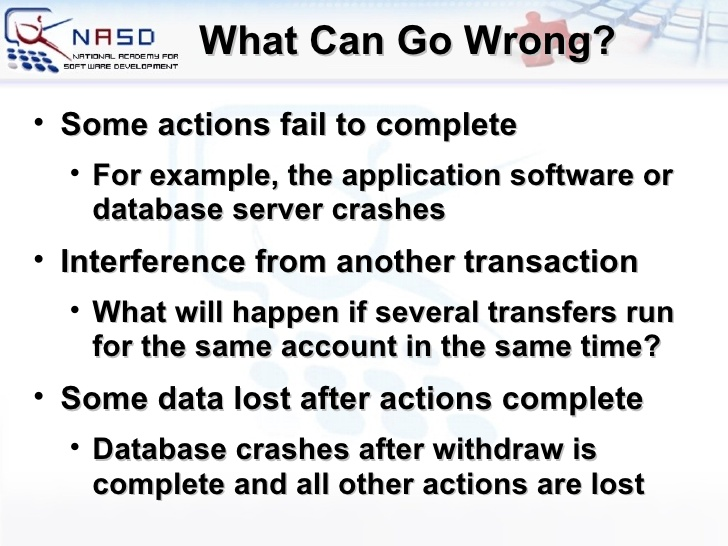 What Can Go Wrong?
NASD
NATIONAL ACADEMY FOR
SOFTWARE DEVELOPMENT
• Some actions fail to complete
• For example, the application software or
database server crashes
• Interference from another transaction
• What will happen if several transfers run
for the same account in the same time?
• Some data lost after actions complete
• Database crashes after withdraw is
complete and all other actions are lost